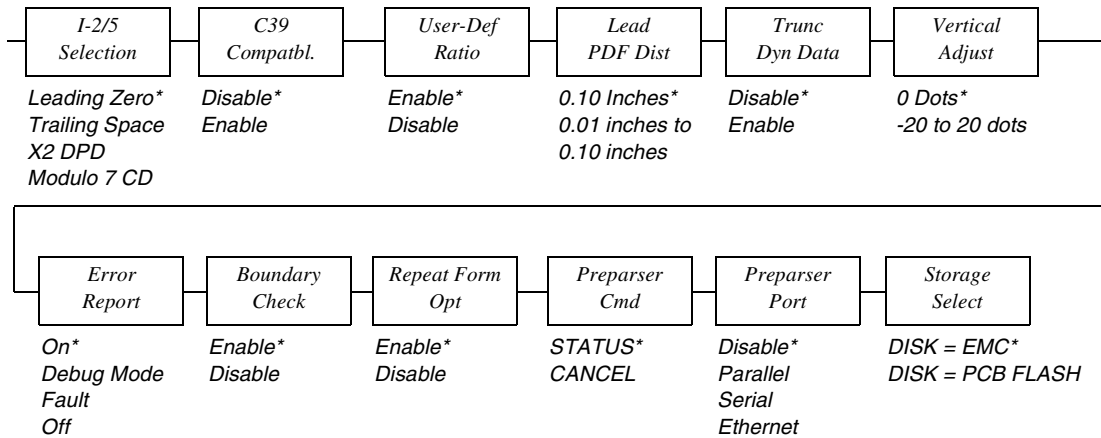 I-2/5
Selection
C39
Compatbl.
User-Def
Ratio
Lead
PDF Dist
Trunc
Dyn Data
Vertical
Adjust
Leading Zero*
Trailing Space
X2 DPD
Modulo 7 CD
Disable*
Enable
Enable*
Disable
0.10 Inches*
0.01 inches to
0.10 inches
Disable*
Enable
0 Dots*
-20 to 20 dots
Error
Report
Boundary
Check
Repeat Form
Opt
Preparser
Cmd
Preparser
Port
Storage
Select
On*
Debug Mode
Fault
Off
Enable*
Disable
Enable*
Disable
STATUS*
CANCEL
Disable*
Parallel
Serial
Ethernet
DISK = EMC*
DISK = PCB FLASH